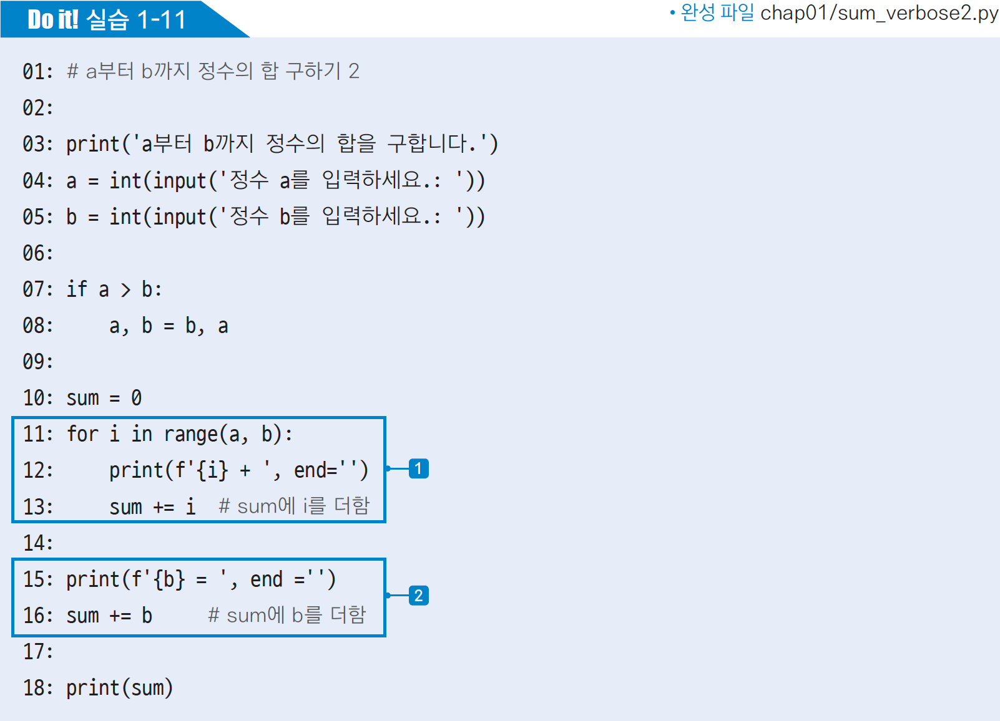 Do it! 실습 1-11
• 완성 파일 chap01/sum_verbose2.py
01: # a부터 b까지 정수의 합 구하기 2
02:
03: print('a부터 b까지 정수의 합을 구합니다.')
04: a = int(input('정수 a를 입력하세요.: '))
05: b = int(input('정수 b를 입력하세요.: '))
06:
07: if a > b:
08:     a, b = b, a
09:
10: sum = 0
11: for i in range(a, b):
12:     print(f'{i} + ', end='')
1
13:     sum += i  # sum에 i를 더함
14:
15: print(f'{b} = ', end ='')
2
16: sum += b     # sum에 b를 더함
17:
18: print(sum)